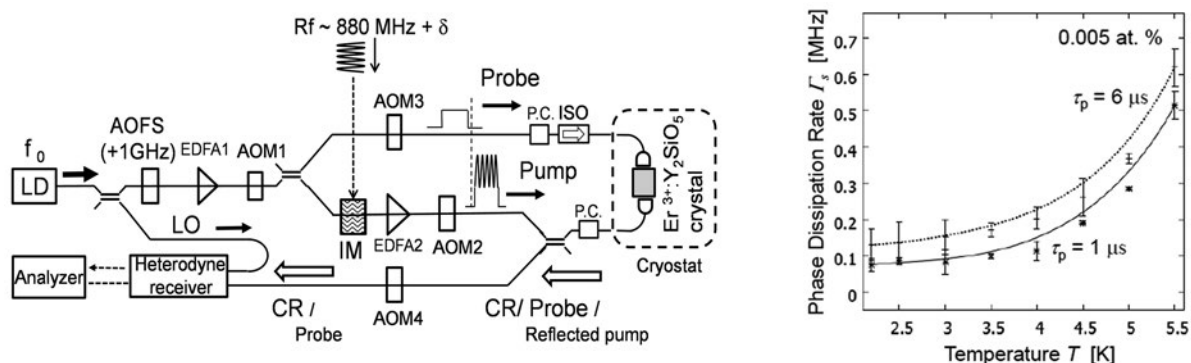 Rf ~ 880 MHz + δ
Probe
AOM3
P.C. ISO
AOFS
(+1GHz)
EDFA1
AOM1
f₀
LD
Pump
Er³⁺:Y₂SiO₅
crystal
P.C.
LO
IM
EDFA2
AOM2
Cryostat
Analyzer
Heterodyne
receiver
CR /
Probe
AOM4
CR/ Probe /
Reflected pump
Phase Dissipation Rate Γₛ [MHz]
0.7
0.6
0.5
0.4
0.3
0.2
0.1
0
0.005 at. %
τₚ = 6 μs
τₚ = 1 μs
2.5 3 3.5 4 4.5 5 5.5
Temperature T [K]